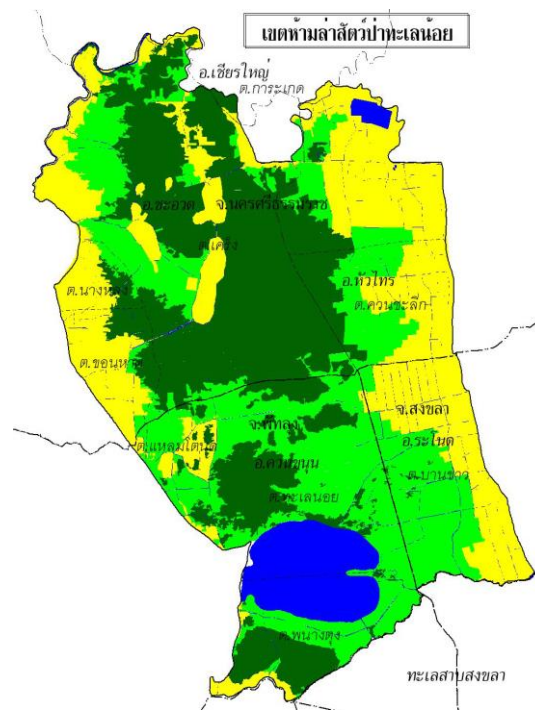 เขตห้ามล่าสัตว์ป่าทะเลน้อย
อ.เชียรใหญ่
ต.การะเกด
อ.ชะอวด
จ.นครศรีธรรมราช
ต.เคร็ง
อ.หัวไทร
ต.นางหลง
ต.ควนชะลิก
ต.ขอนหาด
จ.สงขลา
จ.พัทลุง
อ.ระโนด
ต.แหลมโตนด
อ.ควนขนุน
ต.บ้านขาว
ต.ทะเลน้อย
ต.พนางตุง
ทะเลสาบสงขลา